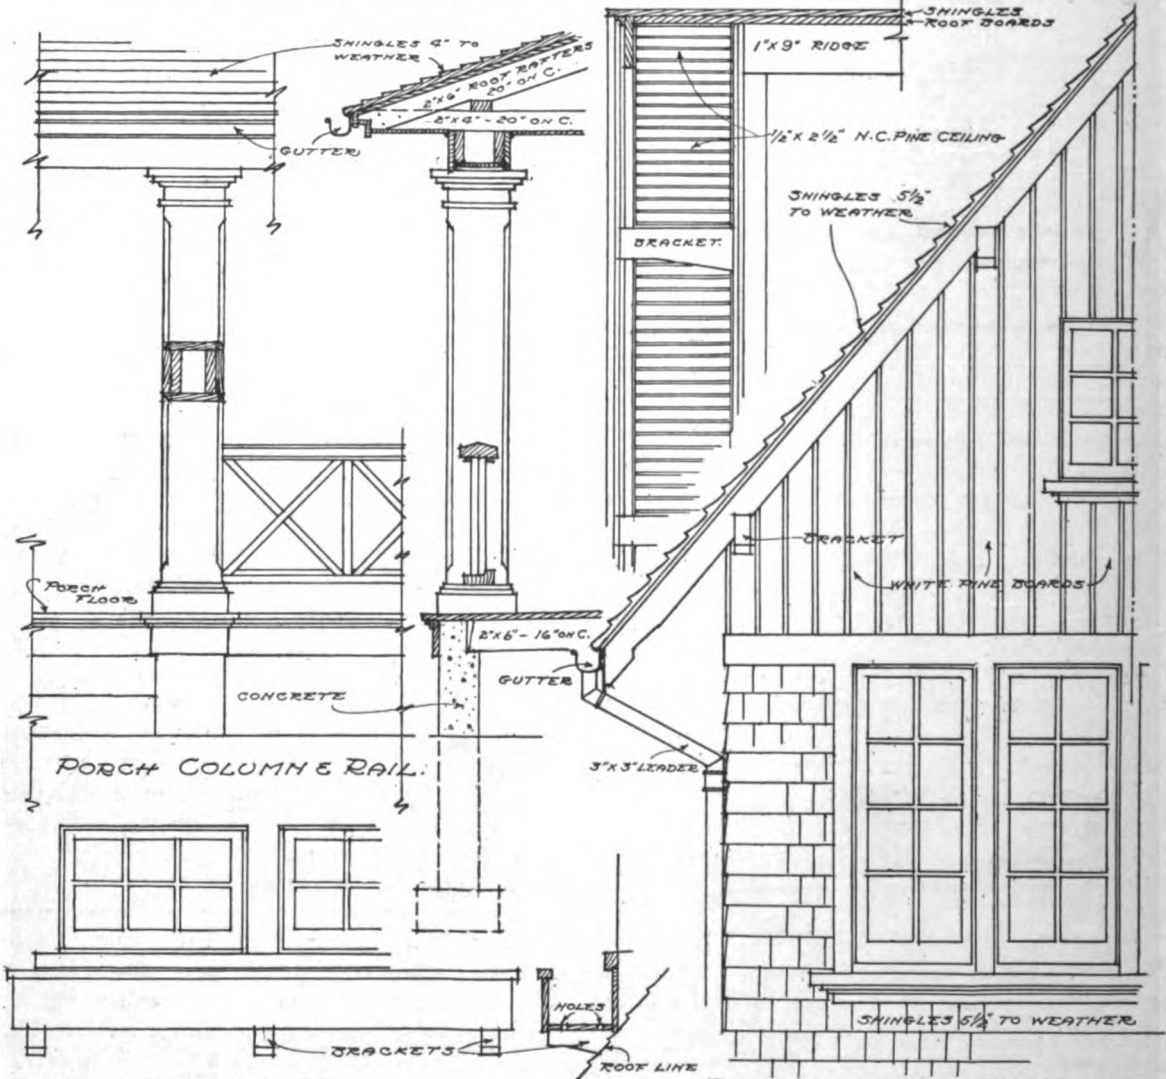 SHINGLES
ROOF BOARDS
SHINGLES 4" TO
WEATHER
2"X6" ROOF RAFTERS
20" ON C.
1"X9" RIDGE
2"X4"-20" ON C.
GUTTER
1/2" X 2 1/2" N.C. PINE CEILING
SHINGLES 5 1/2"
TO WEATHER
BRACKET.
BRACKET
WHITE PINE BOARDS
PORCH
FLOOR
2"X6"-16" ON C.
GUTTER
CONCRETE
PORCH COLUMN & RAIL.
3"X3" LEADER
HOLES
SHINGLES 5 1/2" TO WEATHER
BRACKETS
ROOF LINE